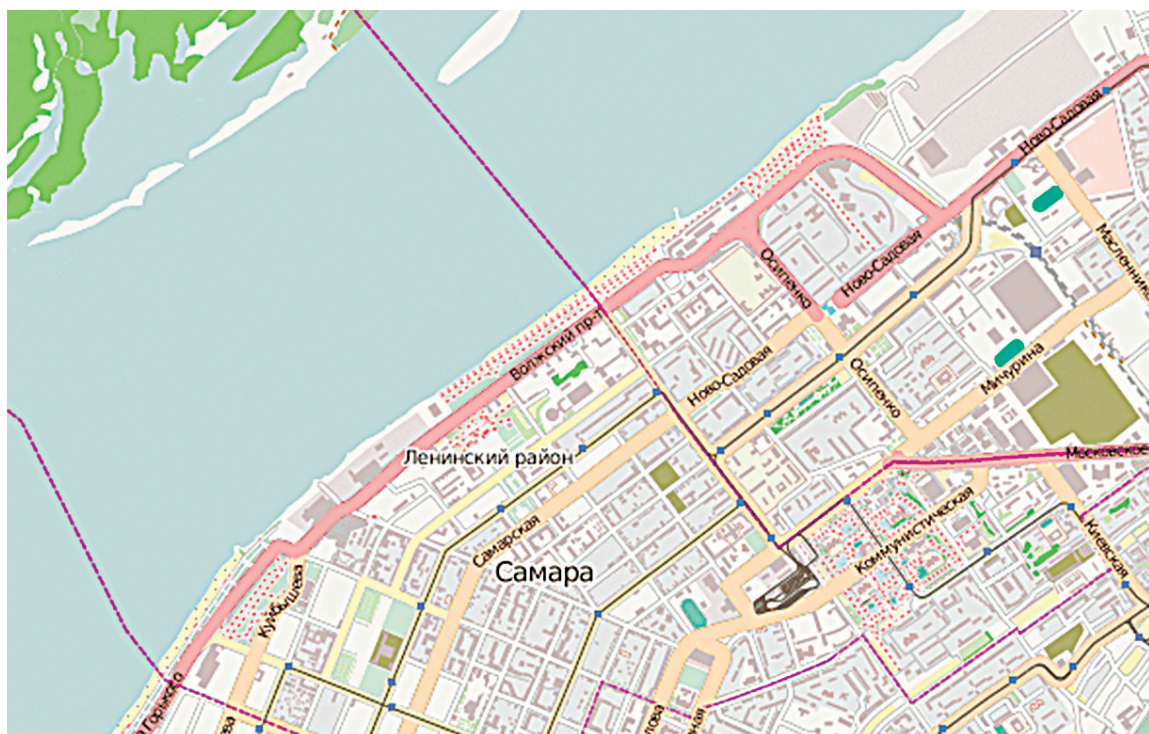 Ново-Садовая
Масленнико
Осипенко
Ново-Садовая
Волжский пр-т
Мичурина
Ново-Садовая
Осипенко
Ленинский район
Московское
Самарская
Коммунистическая
Киевская
Самара
Куйбышева
Горького